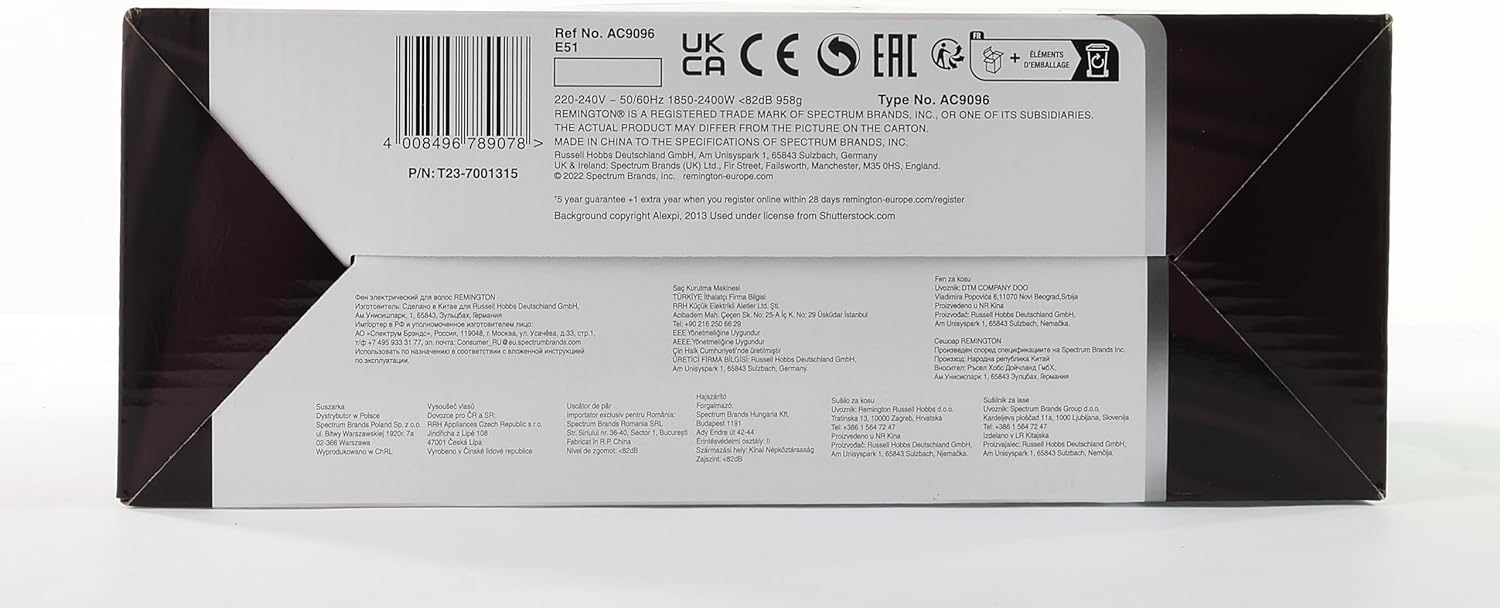 Ref No. AC9096
E51
UK
CA
CE
EAC
FR
+ ÉLÉMENTS
D'EMBALLAGE
4 008496 789078 >
P/N: T23-7001315
220-240V ~ 50/60Hz 1850-2400W <82dB 958g
Type No. AC9096
REMINGTON® IS A REGISTERED TRADE MARK OF SPECTRUM BRANDS, INC., OR ONE OF ITS SUBSIDIARIES.
THE ACTUAL PRODUCT MAY DIFFER FROM THE PICTURE ON THE CARTON.
MADE IN CHINA TO THE SPECIFICATIONS OF SPECTRUM BRANDS, INC.
Russell Hobbs Deutschland GmbH, Am Unisyspark 1, 65843 Sulzbach, Germany
UK & Ireland: Spectrum Brands (UK) Ltd., Fir Street, Failsworth, Manchester, M35 0HS, England.
© 2022 Spectrum Brands, Inc. remington-europe.com
†5 year guarantee +1 extra year when you register online within 28 days remington-europe.com/register
Background copyright Alexpi, 2013 Used under license from Shutterstock.com
Фен электрический для волос REMINGTON
Изготовитель: Сделано в Китае для Russell Hobbs Deutschland GmbH,
Ам Унисишпарк, 1, 65843, Зульцбах, Германия
Импортер в РФ и уполномоченное изготовителем лицо:
АО «Спектрум Брэндс», Россия, 119048, г. Москва, ул. Усачёва, д.33, стр.1,
т/ф +7 495 933 31 77, эл. почта: Consumer_RU@eu.spectrumbrands.com
Использовать по назначению в соответствии с вложенной инструкцией
по эксплуатации.
Saç Kurutma Makinesi
TÜRKİYE İthalatçı Firma Bilgisi
RRH Küçük Elektrikli Aletler Ltd. Şti.
Acıbadem Mah. Çeçen Sk. No: 25-A İç K. No: 29 Üsküdar İstanbul
Tel: +90 216 250 66 29
EEE Yönetmeliğine Uygundur
AEEE Yönetmeliğine Uygundur
Çin Halk Cumhuriyeti'nde üretilmiştir
ÜRETİCİ FİRMA BİLGİSİ: Russell Hobbs Deutschland GmbH,
Am Unisyspark 1, 65843 Sulzbach, Germany.
Fen za kosu
Uvoznik: DTM COMPANY DOO
Vladimira Popovića 6,11070 Novi Beograd,Srbija
Proizvedeno u NR Kina
Proizvođač: Russell Hobbs Deutschland GmbH,
Am Unisyspark 1, 65843 Sulzbach, Nemačka.
Сешоар REMINGTON
Произведен според спецификациите на Spectrum Brands Inc.
Произход: Народна република Китай
Вносител: Ръсел Хобс Дойчланд ГмбХ,
Ам Унисиспарк 1, 65843 Зулцбах, Германия
Suszarka
Dystrybutor w Polsce
Spectrum Brands Poland Sp. z o.o.
ul. Bitwy Warszawskiej 1920r. 7a
02-366 Warszawa
Wyprodukowano w ChRL
Vysoušeč vlasů
Dovozce pro ČR a SR:
RRH Appliances Czech Republic s.r.o.
Jindřicha z Lipé 108
47001 Česká Lípa
Vyrobeno v Čínské lidové republice
Uscător de păr
Importator exclusiv pentru România:
Spectrum Brands Romania SRL
Str. Siriului nr. 36-40, Sector 1, București
Fabricat în R.P. China
Nivel de zgomot: <82dB
Hajszárító
Forgalmazó:
Spectrum Brands Hungaria Kft.
Budapest 1191
Ady Endre út 42-44
Érintésvédelmi osztály: II
Származási hely: Kínai Népköztársaság
Zajszint: <82dB
Sušilo za kosu
Uvoznik: Remington Russell Hobbs d.o.o.
Tratinska 13, 10000 Zagreb, Hrvatska
Tel: +386 1 564 72 47
Proizvedeno u NR Kina
Proizvođač: Russell Hobbs Deutschland GmbH,
Am Unisyspark 1, 65843 Sulzbach, Njemačka.
Sušilnik za lase
Uvoznik: Spectrum Brands Group d.o.o.
Kardeljeva ploščad 11a, 1000 Ljubljana, Slovenija
Tel: +386 1 564 72 47
Izdelano v LR Kitajska
Proizvajalec: Russell Hobbs Deutschland GmbH,
Am Unisyspark 1, 65843 Sulzbach, Nemčija.